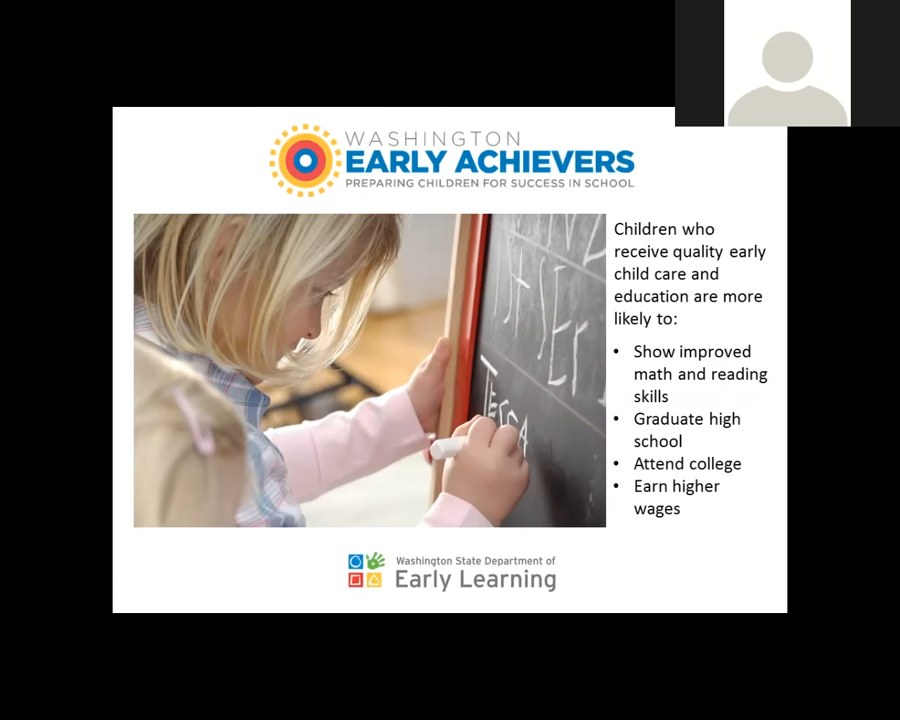 WASHINGTON
EARLY ACHIEVERS
PREPARING CHILDREN FOR SUCCESS IN SCHOOL
Children who
receive quality early
child care and
education are more
likely to:
• Show improved
math and reading
skills
• Graduate high
school
• Attend college
• Earn higher
wages
Washington State Department of
Early Learning